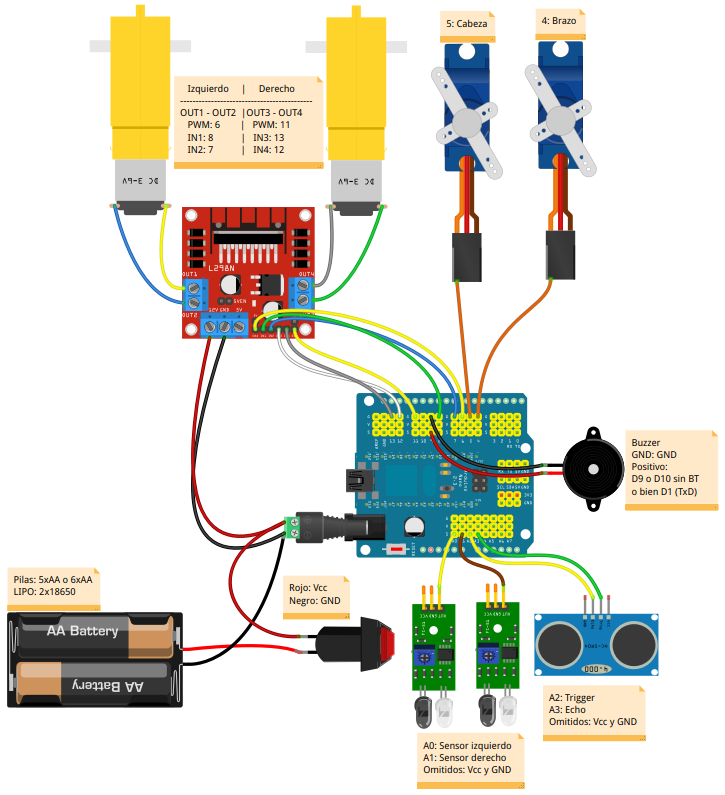 5: Cabeza
4: Brazo
Izquierdo | Derecho
OUT1 - OUT2 |OUT3 - OUT4
PWM: 6 | PWM: 11
IN1: 8 | IN3: 13
IN2: 7 | IN4: 12
DC 3-6V
DC 3-6V
L298N
OUT1
OUT4
OUT2
5VEN
GND
5V
Buzzer
GND: GND
Positivo:
D9 o D10 sin BT
o bien D1 (TxD)
RESET
Pilas: 5xAA o 6xAA
LIPO: 2x18650
Rojo: Vcc
Negro: GND
AA Battery
AA Battery
A2: Trigger
A3: Echo
Omitidos: Vcc y GND
A0: Sensor izquierdo
A1: Sensor derecho
Omitidos: Vcc y GND